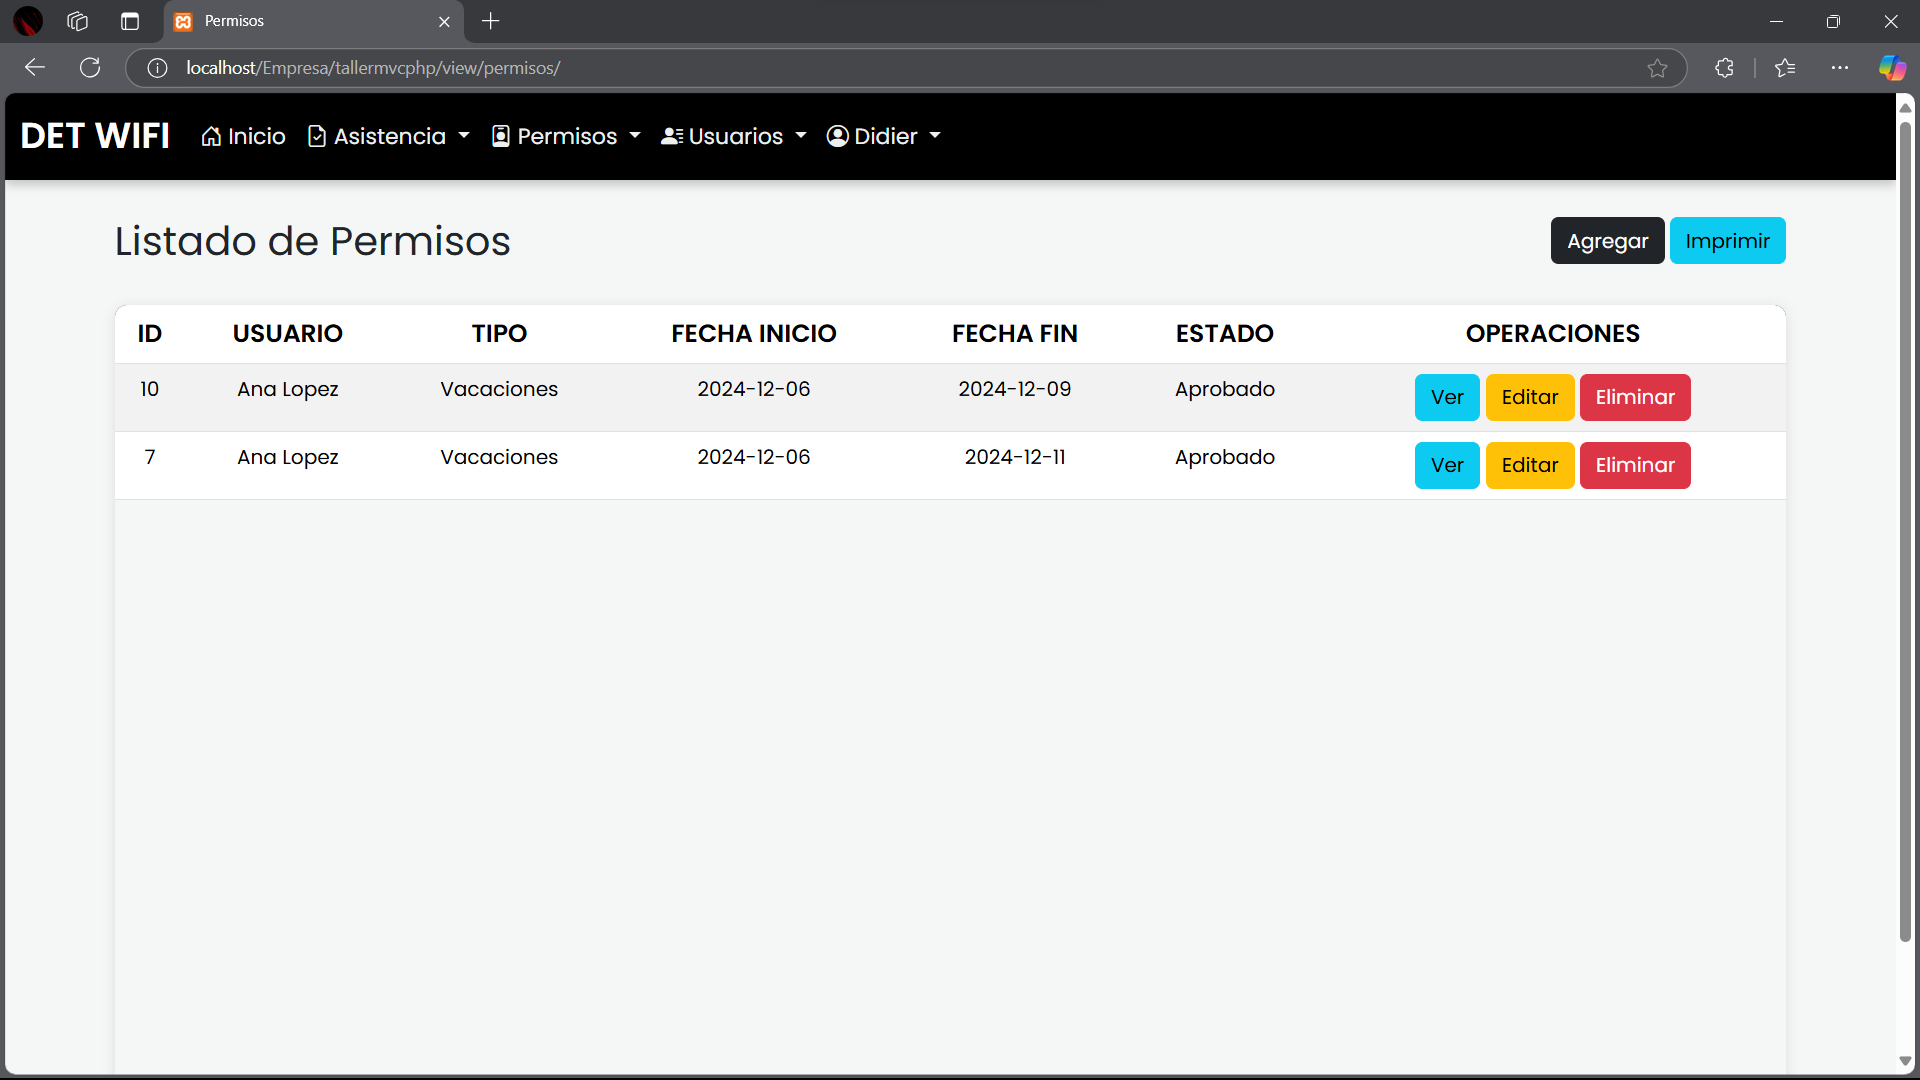 Permisos
localhost/Empresa/tallermvcphp/view/permisos/
DET WIFI Inicio Asistencia Permisos Usuarios Didier
Listado de Permisos Agregar Imprimir
ID USUARIO TIPO FECHA INICIO FECHA FIN ESTADO OPERACIONES
10 Ana Lopez Vacaciones 2024-12-06 2024-12-09 Aprobado Ver Editar Eliminar
7 Ana Lopez Vacaciones 2024-12-06 2024-12-11 Aprobado Ver Editar Eliminar